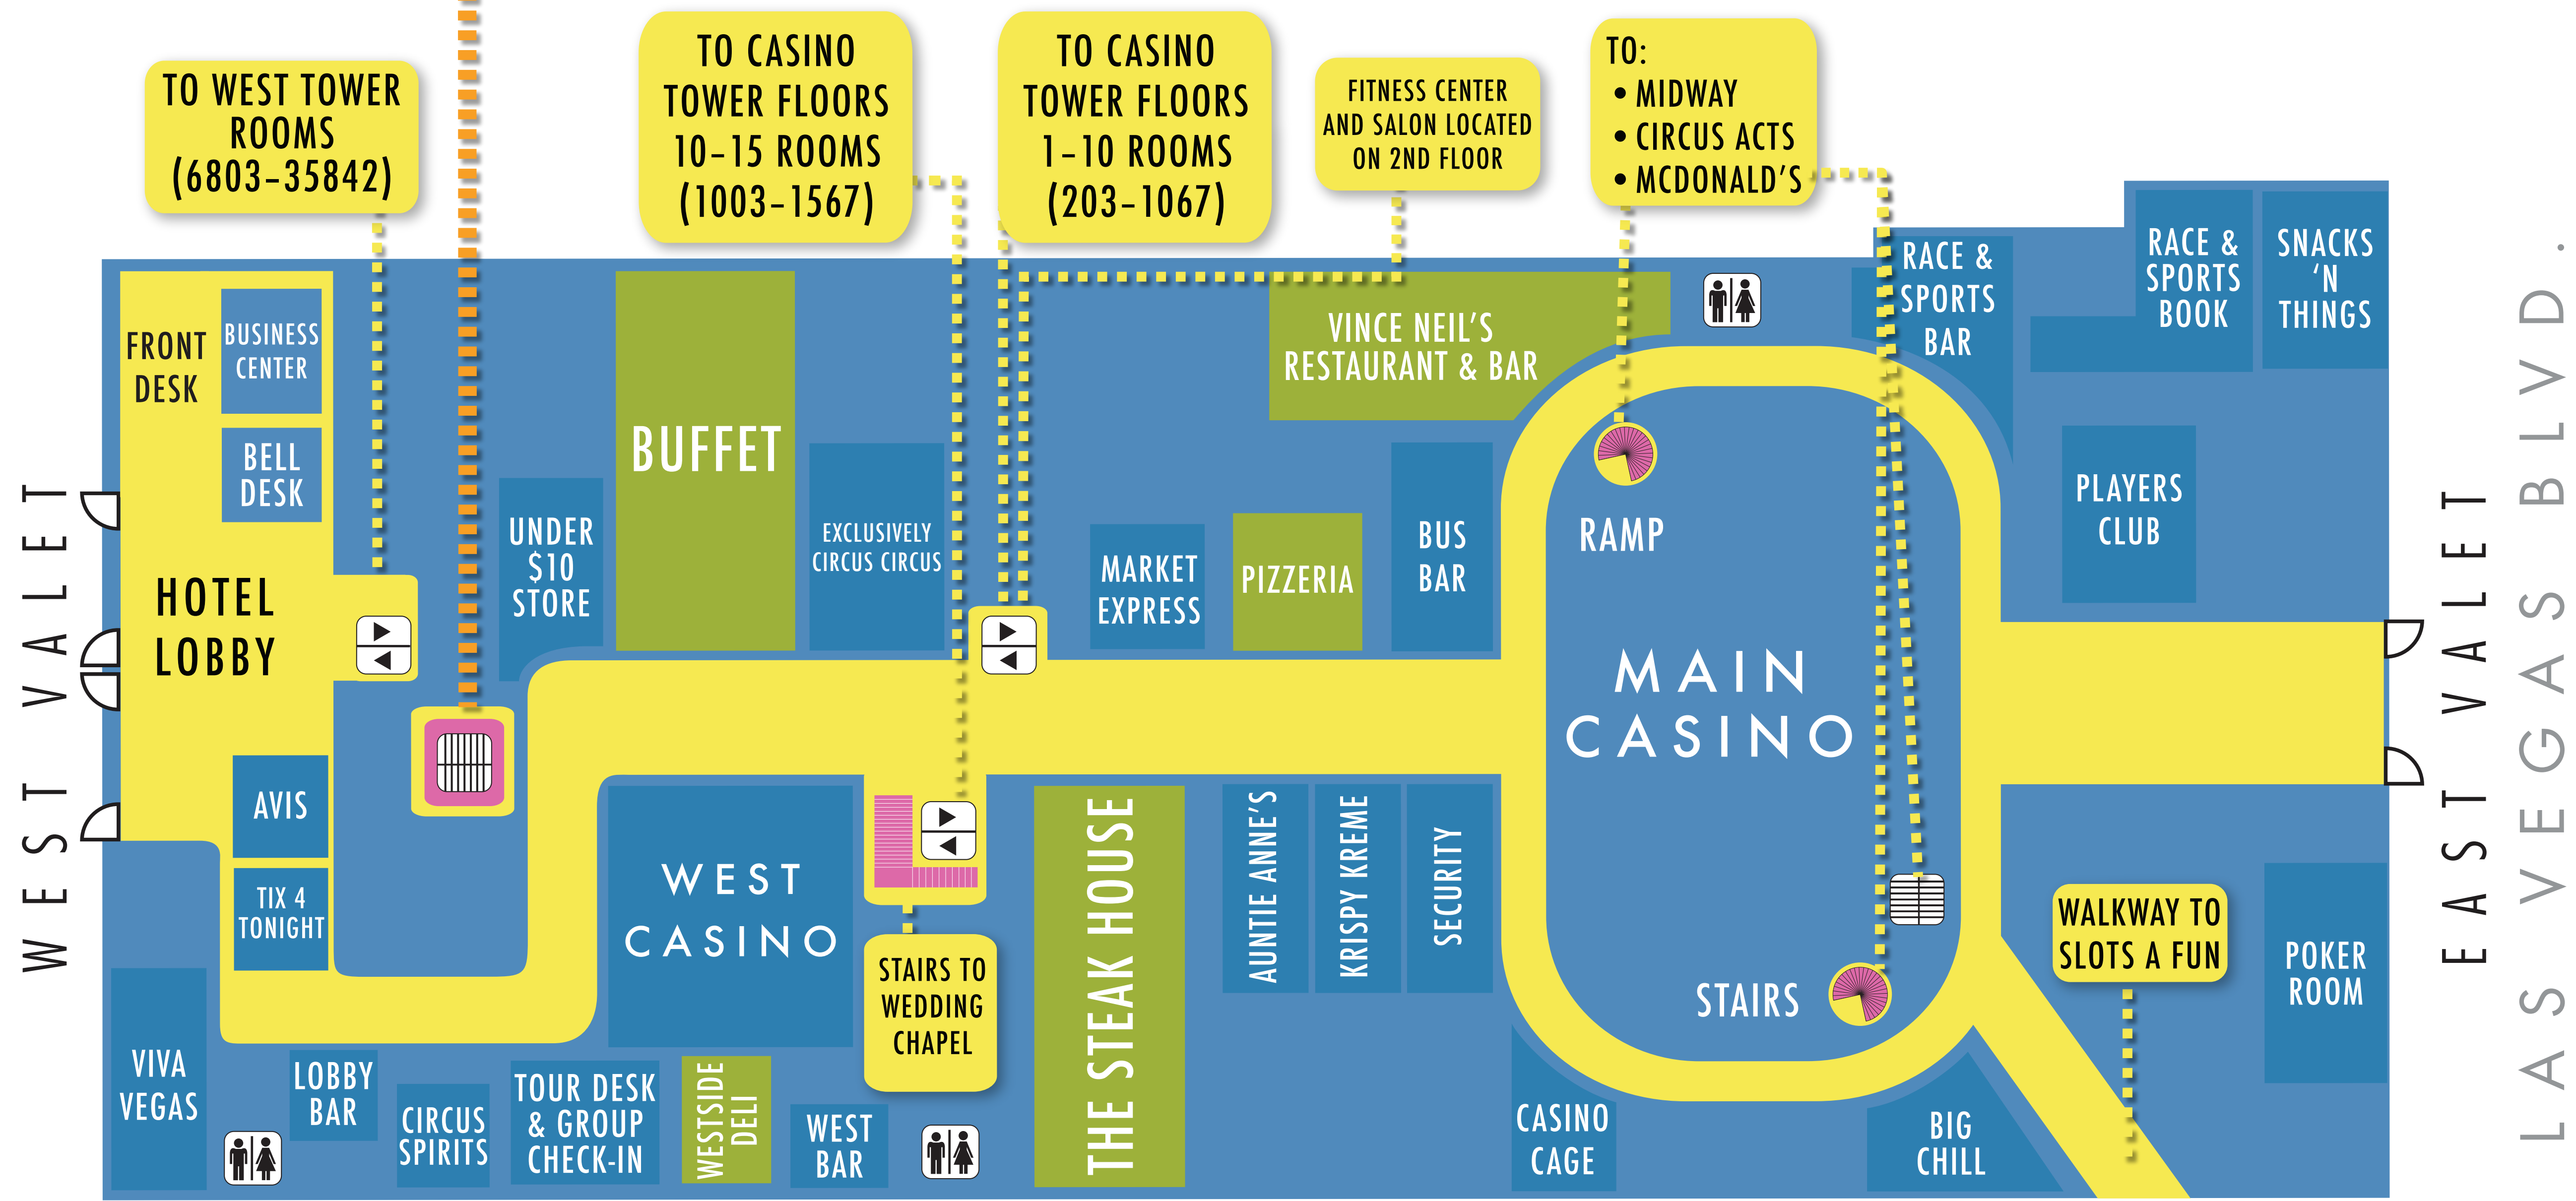 TO WEST TOWER
ROOMS
(6803–35842)
TO CASINO
TOWER FLOORS
10–15 ROOMS
(1003–1567)
TO CASINO
TOWER FLOORS
1–10 ROOMS
(203–1067)
FITNESS CENTER
AND SALON LOCATED
ON 2ND FLOOR
TO:
• MIDWAY
• CIRCUS ACTS
• MCDONALD'S
FRONT
DESK
BUSINESS
CENTER
BELL
DESK
HOTEL
LOBBY
WEST VALET
AVIS
TIX 4
TONIGHT
VIVA
VEGAS
LOBBY
BAR
CIRCUS
SPIRITS
TOUR DESK
& GROUP
CHECK-IN
WESTSIDE
DELI
WEST
BAR
UNDER
$10
STORE
BUFFET
EXCLUSIVELY
CIRCUS CIRCUS
WEST
CASINO
STAIRS TO
WEDDING
CHAPEL
THE STEAK HOUSE
MARKET
EXPRESS
PIZZERIA
BUS
BAR
VINCE NEIL'S
RESTAURANT & BAR
AUNTIE ANNE'S
KRISPY KREME
SECURITY
RAMP
MAIN
CASINO
STAIRS
CASINO
CAGE
BIG
CHILL
RACE &
SPORTS
BAR
RACE &
SPORTS
BOOK
SNACKS
‘N
THINGS
PLAYERS
CLUB
WALKWAY TO
SLOTS A FUN
POKER
ROOM
EAST VALET
LAS VEGAS BLVD.